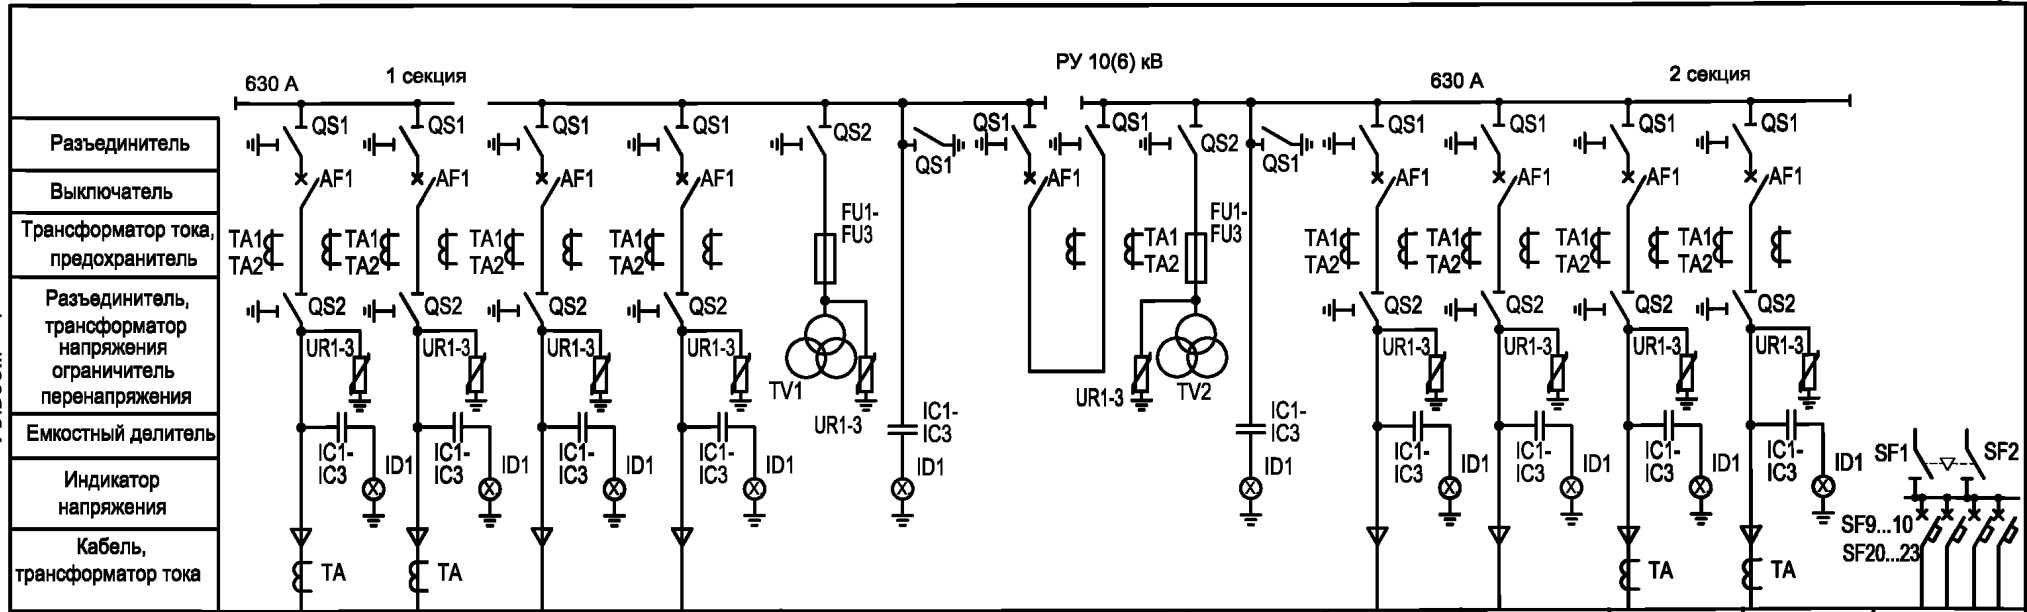 РУ 10(6) кВ
630 А
1 секция
630 А
2 секция
Разъединитель
QS1
QS1
QS1
QS1
QS2
QS1
QS1
QS1
QS2
QS1
QS1
QS1
QS1
QS1
Выключатель
AF1
AF1
AF1
AF1
AF1
AF1
AF1
AF1
AF1
Трансформатор тока,
предохранитель
TA1
TA2
TA1
TA2
TA1
TA2
TA1
TA2
FU1-
FU3
TA1
TA2
FU1-
FU3
TA1
TA2
TA1
TA2
TA1
TA2
TA1
TA2
Разъединитель,
трансформатор
напряжения
ограничитель
перенапряжения
QS2
QS2
QS2
QS2
QS2
QS2
QS2
QS2
UR1-3
UR1-3
UR1-3
UR1-3
TV1
UR1-3
UR1-3
TV2
UR1-3
UR1-3
UR1-3
UR1-3
Емкостный делитель
IC1-
IC3
IC1-
IC3
IC1-
IC3
IC1-
IC3
IC1-
IC3
IC1-
IC3
IC1-
IC3
IC1-
IC3
IC1-
IC3
IC1-
IC3
Индикатор
напряжения
ID1
ID1
ID1
ID1
ID1
ID1
ID1
ID1
ID1
ID1
SF1
SF2
SF9...10
SF20...23
Кабель,
трансформатор тока
TA
TA
TA
TA